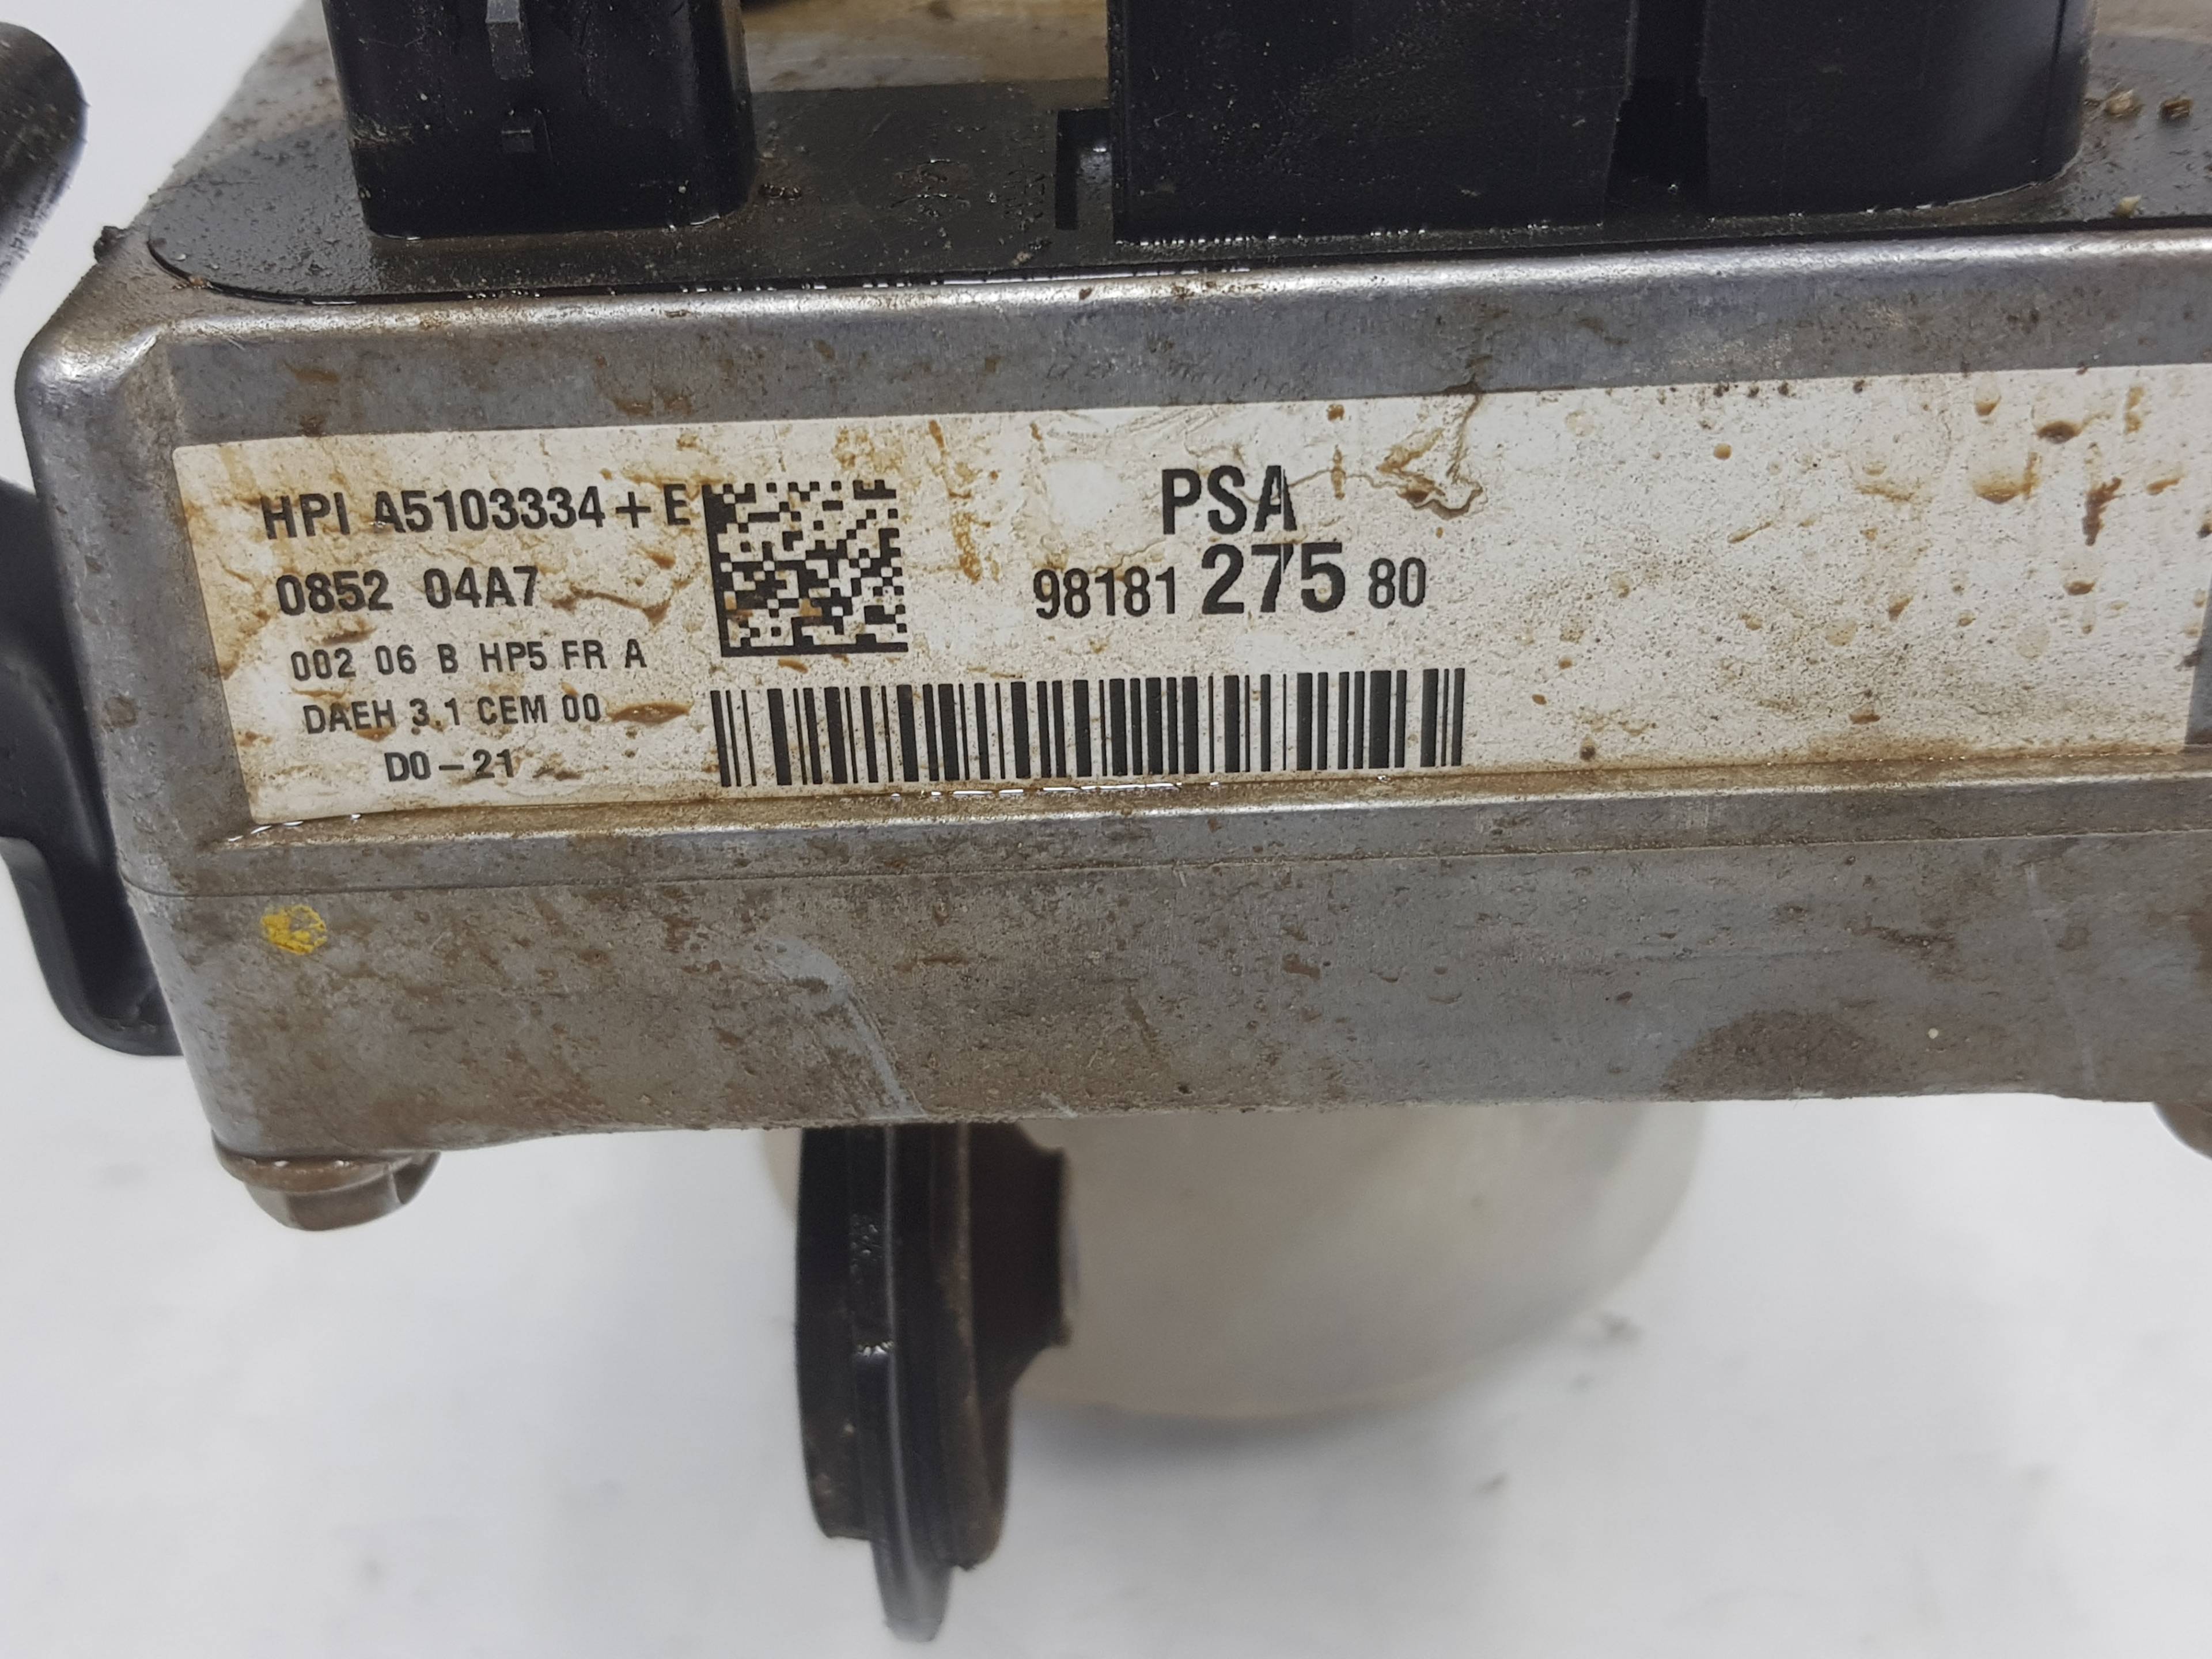 HPI A5103334+E
0852 04A7
002 06 B HP5 FR A
DAEH 3.1 CEM 00
D0-21
PSA
98181 275 80